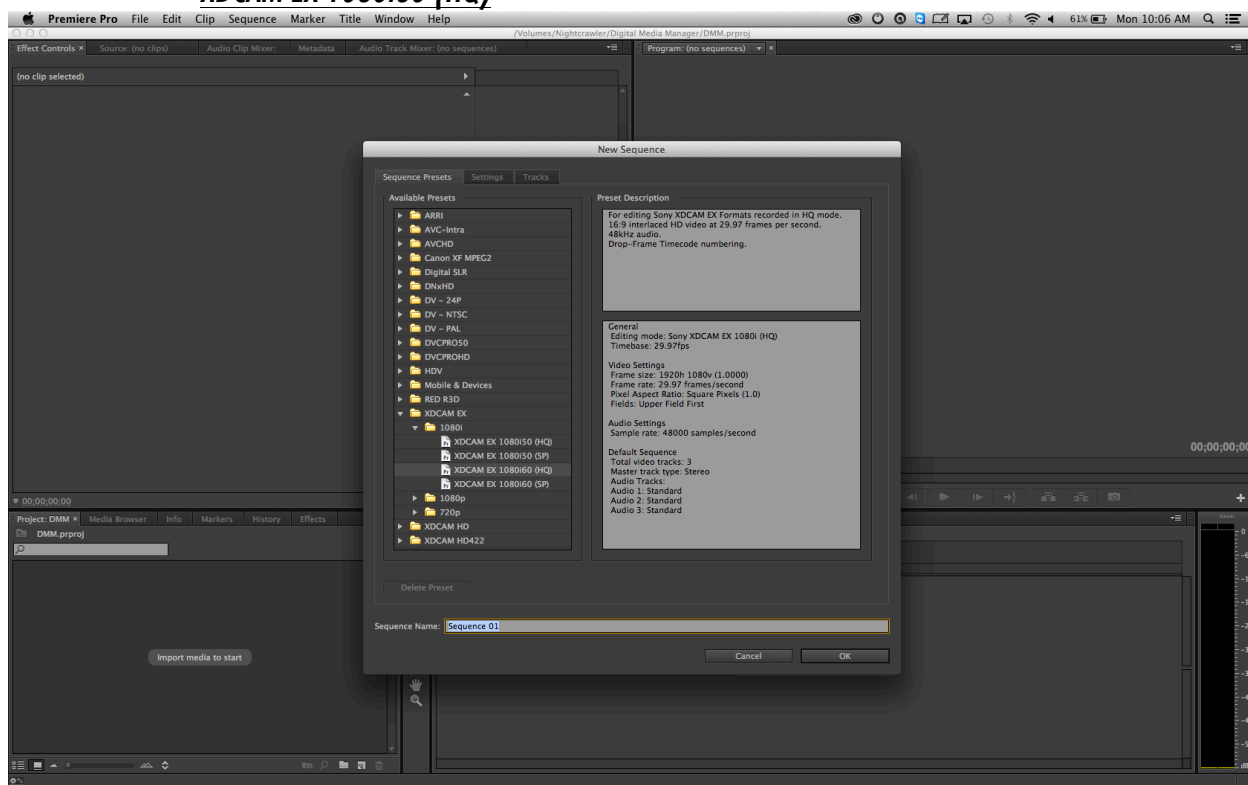 XDCAM EX 1080i60 (HQ)
Premiere Pro File Edit Clip Sequence Marker Title Window Help 61% Mon 10:06 AM
/Volumes/Nightcrawler/Digital Media Manager/DMM.prproj
Effect Controls × Source: (no clips) Audio Clip Mixer: Metadata Audio Track Mixer: (no sequences)
Program: (no sequences) ×
(no clip selected)
New Sequence
Sequence Presets Settings Tracks
Available Presets
ARRI
AVC-Intra
AVCHD
Canon XF MPEG2
Digital SLR
DNxHD
DV – 24P
DV – NTSC
DV – PAL
DVCPRO50
DVCPROHD
HDV
Mobile & Devices
RED R3D
XDCAM EX
1080i
XDCAM EX 1080i50 (HQ)
XDCAM EX 1080i50 (SP)
XDCAM EX 1080i60 (HQ)
XDCAM EX 1080i60 (SP)
1080p
720p
XDCAM HD
XDCAM HD422
Preset Description
For editing Sony XDCAM EX Formats recorded in HQ mode.
16:9 interlaced HD video at 29.97 frames per second.
48kHz audio.
Drop-Frame Timecode numbering.
General
Editing mode: Sony XDCAM EX 1080i (HQ)
Timebase: 29.97fps
Video Settings
Frame size: 1920h 1080v (1.0000)
Frame rate: 29.97 frames/second
Pixel Aspect Ratio: Square Pixels (1.0)
Fields: Upper Field First
Audio Settings
Sample rate: 48000 samples/second
Default Sequence
Total video tracks: 3
Master track type: Stereo
Audio Tracks:
Audio 1: Standard
Audio 2: Standard
Audio 3: Standard
Delete Preset
Sequence Name: Sequence 01
Cancel OK
00;00;00;00
00;00;00;0
Project: DMM × Media Browser Info Markers History Effects
DMM.prproj
Import media to start
0